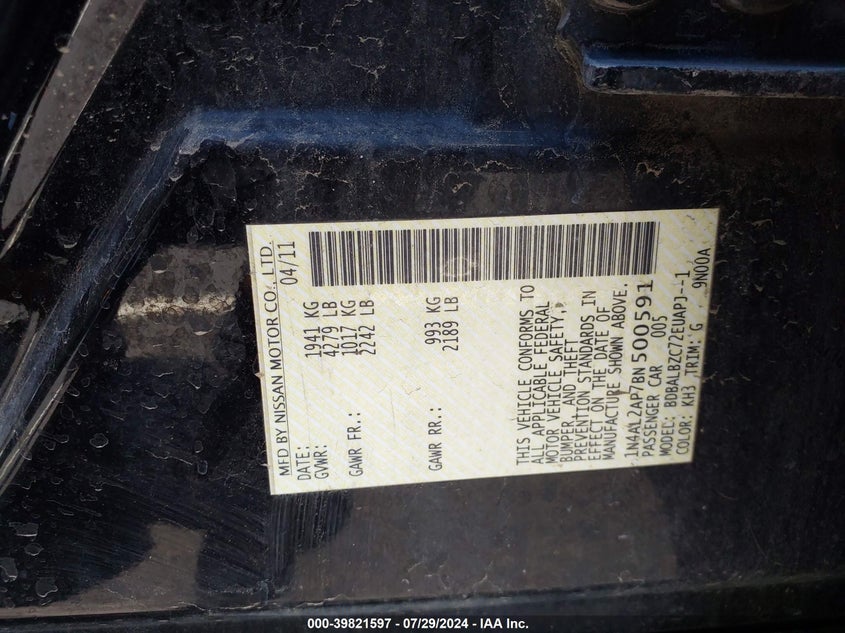 MFD BY NISSAN MOTOR CO., LTD.
DATE: 04/11
GVWR: 1941 KG
4279 LB
GAWR FR.: 1017 KG
2242 LB
GAWR RR.: 993 KG
2189 LB
THIS VEHICLE CONFORMS TO
ALL APPLICABLE FEDERAL
MOTOR VEHICLE SAFETY,
BUMPER, AND THEFT
PREVENTION STANDARDS IN
EFFECT ON THE DATE OF
MANUFACTURE SHOWN ABOVE.
1N4AL2AP7BN500591
PASSENGER CAR 005
MODEL: BDBALBZC72EUAPJ--1
COLOR: KH3 TRIM: G 9N00A
000-39821597 - 07/29/2024 - IAA Inc.